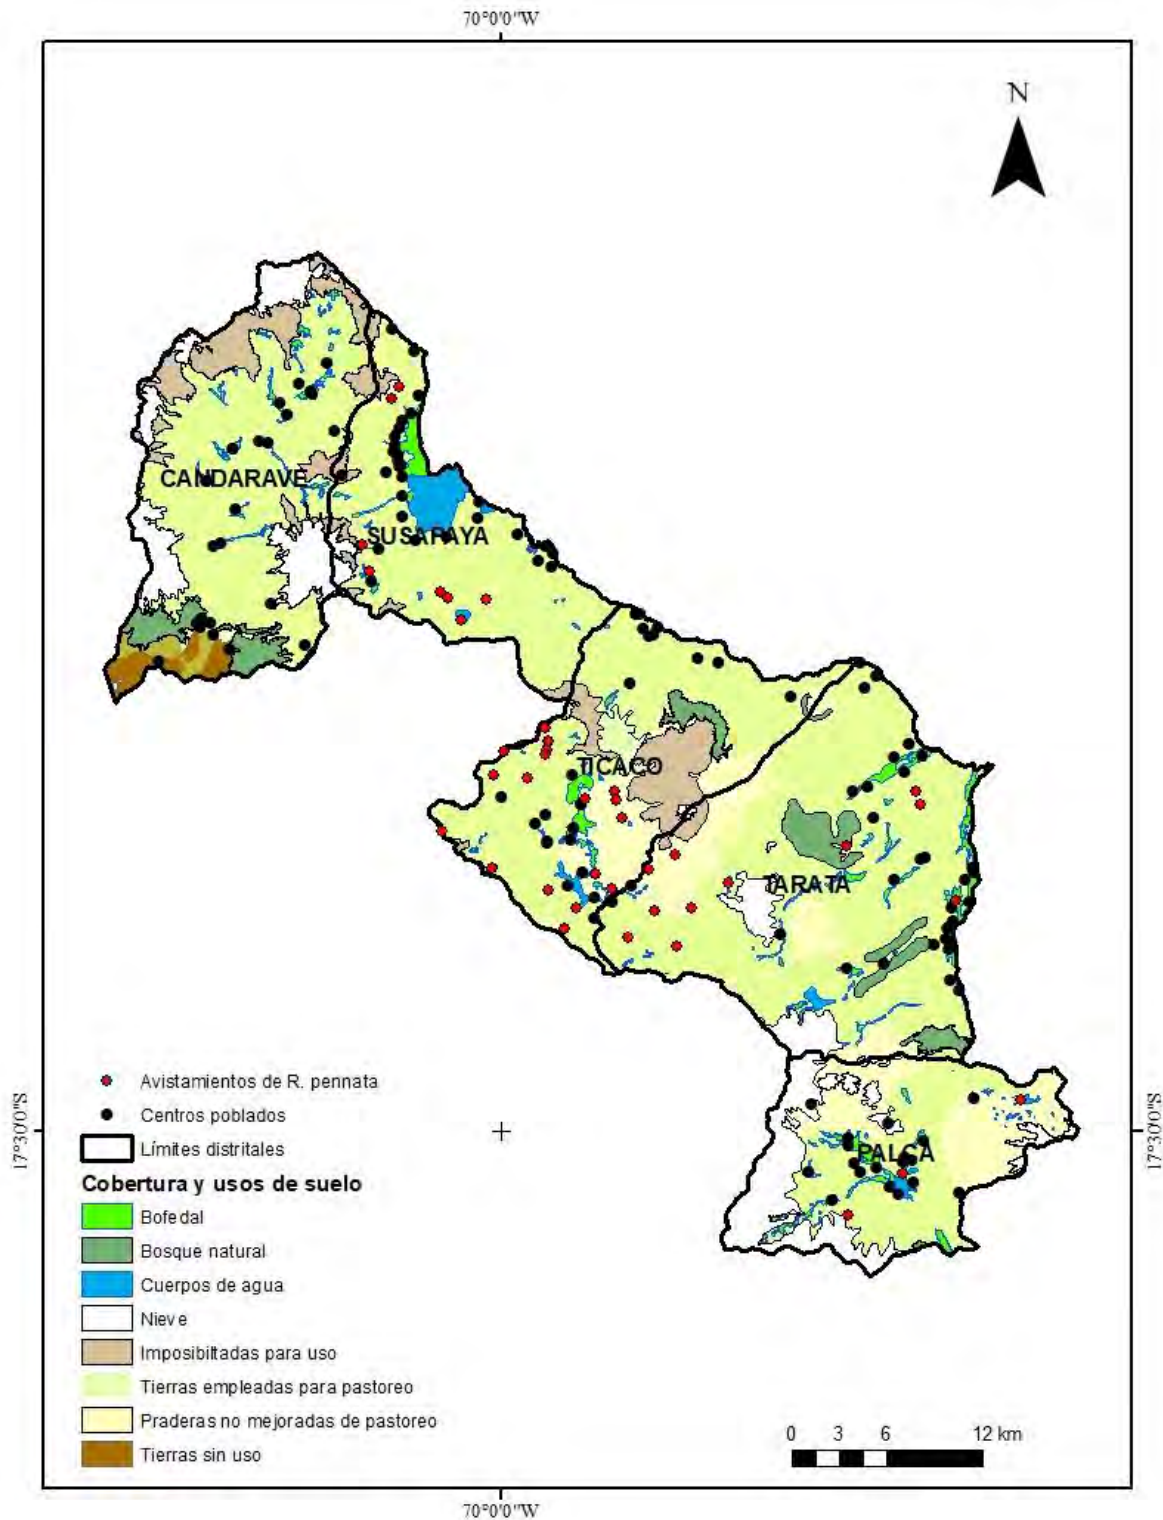 70°0'0"W
N
CANDARAVE
SUSAPAYA
TICACO
TARATA
PALCA
17°30'0"S
17°30'0"S
Avistamientos de R. pennata
Centros poblados
Límites distritales
Cobertura y usos de suelo
Bofedal
Bosque natural
Cuerpos de agua
Nieve
Imposibiltadas para uso
Tierras empleadas para pastoreo
Praderas no mejoradas de pastoreo
Tierras sin uso
0 3 6 12 km
70°0'0"W